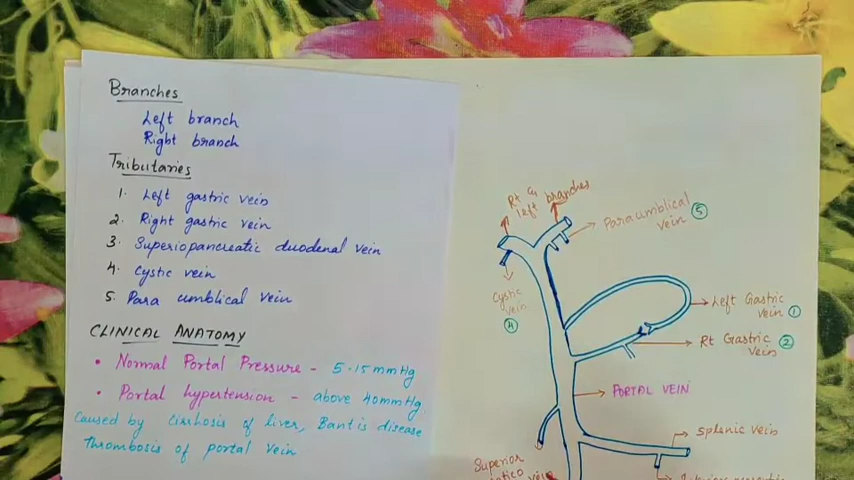 Branches
Left branch
Right branch
Tributaries
1. Left gastric vein
2. Right gastric vein
3. Superiopancreatic duodenal vein
4. Cystic vein
5. Para umblical vein
CLINICAL ANATOMY
• Normal Portal Pressure - 5-15 mmHg
• Portal hypertension - above 40mmHg
Caused by Cirrhosis of liver, Bantis disease
Thrombosis of portal vein
Rt &
left branches
Paraumblical
vein 5
Cystic
vein
4
Left Gastric
vein 1
Rt Gastric
vein 2
PORTAL VEIN
Splenic vein
Superior
vein